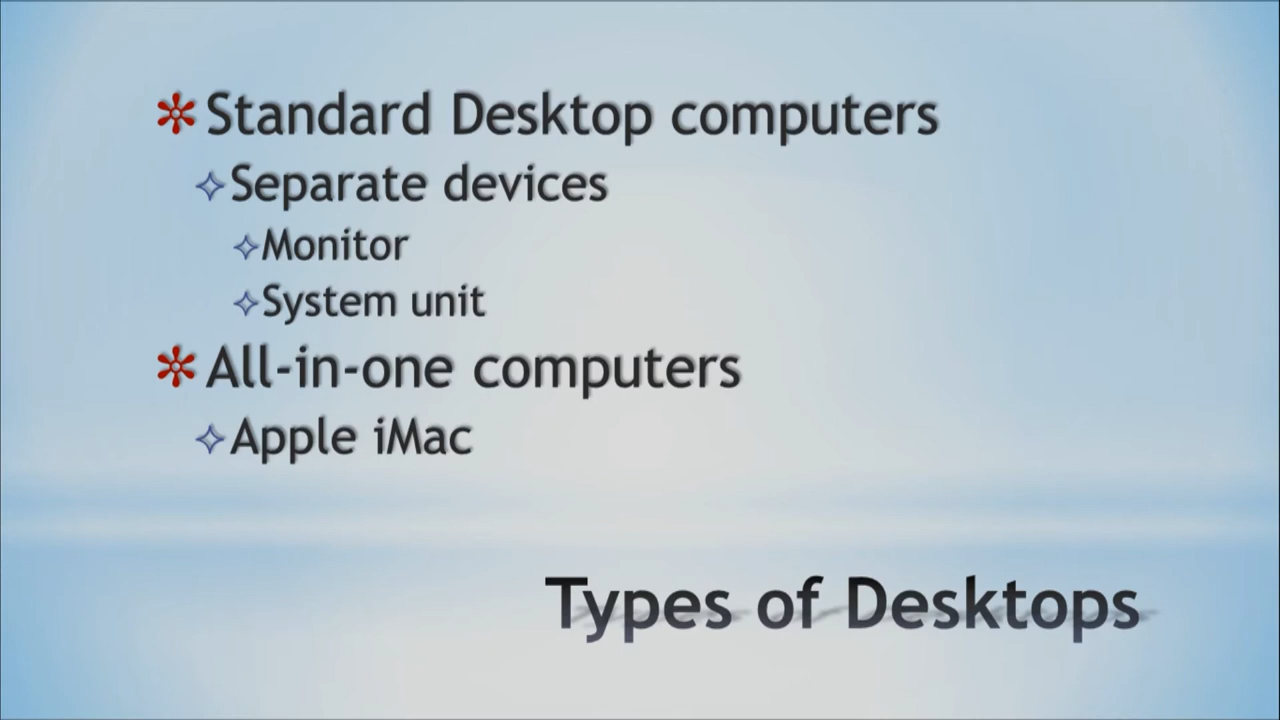 Standard Desktop computers
Separate devices
Monitor
System unit
All-in-one computers
Apple iMac
Types of Desktops